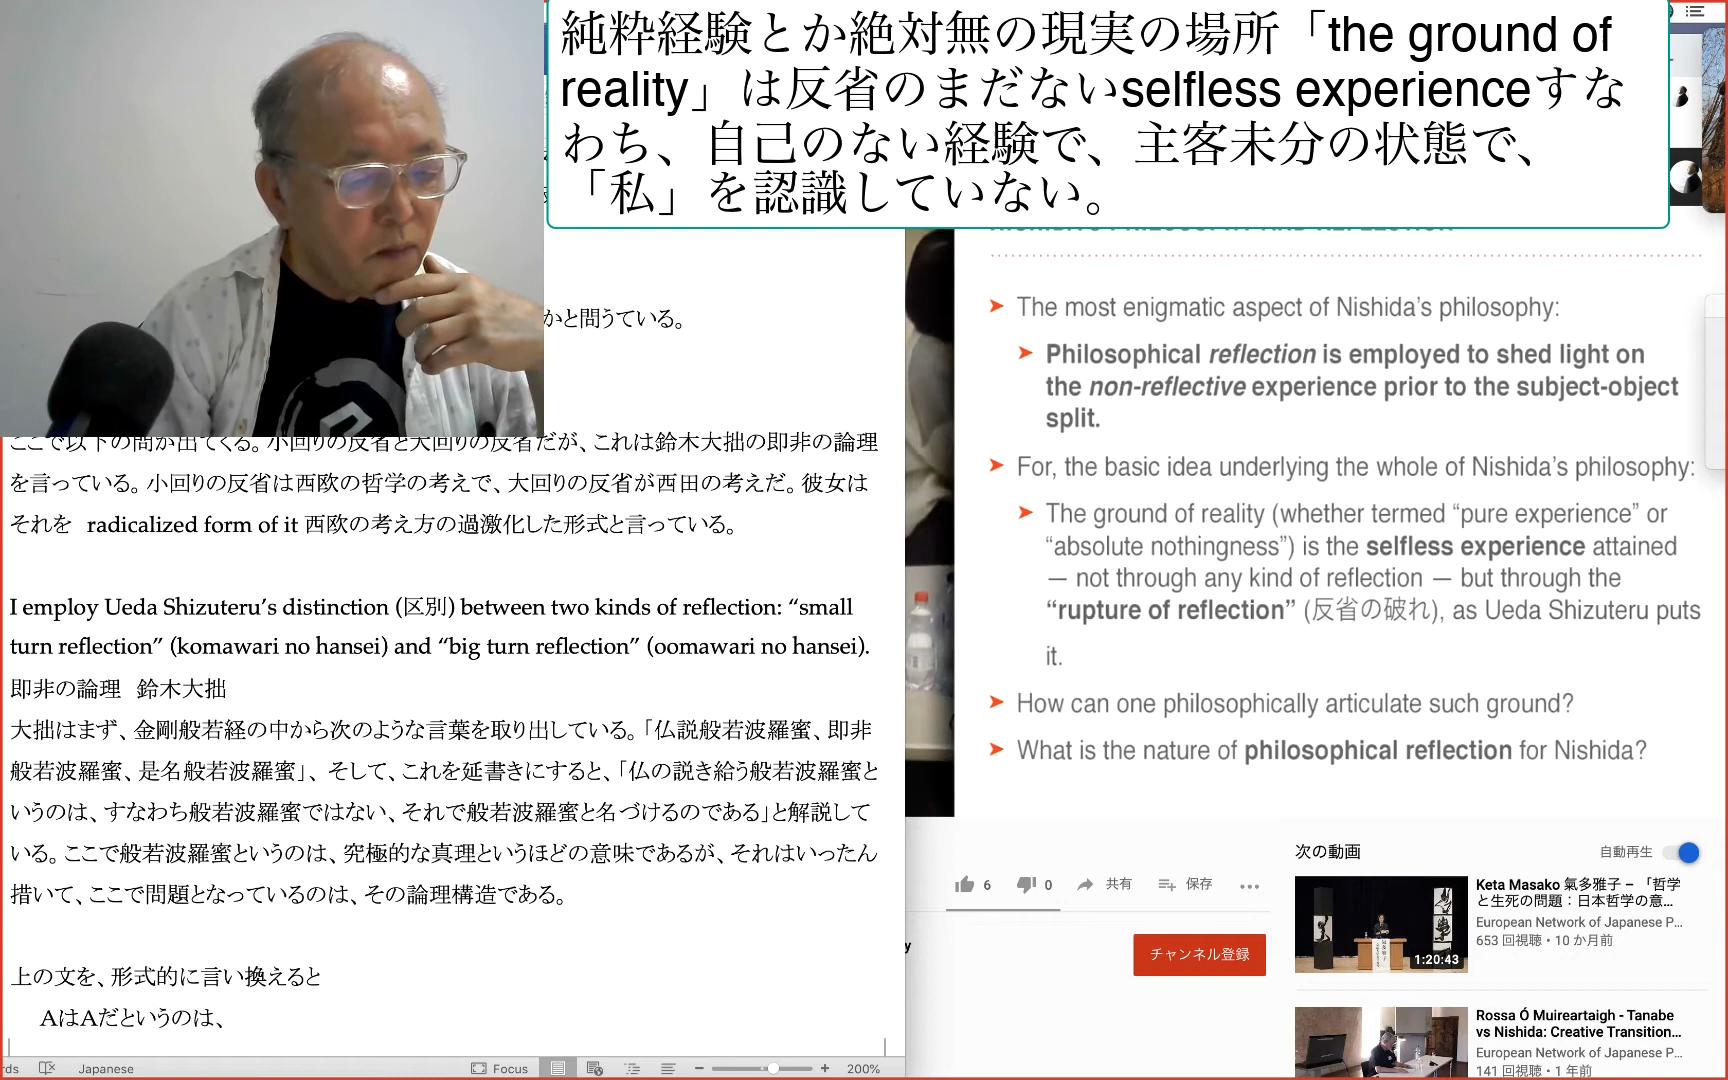 純粋経験とか絶対無の現実の場所「the ground of
reality」は反省のまだないselfless experienceすな
わち、自己のない経験で、主客未分の状態で、
「私」を認識していない。
かと問うている。
ここで以下の問が出てくる。小回りの反省と大回りの反省だが、これは鈴木大拙の即非の論理
を言っている。小回りの反省は西欧の哲学の考えで、大回りの反省が西田の考えだ。彼女は
それを radicalized form of it 西欧の考え方の過激化した形式と言っている。
I employ Ueda Shizuteru’s distinction (区別) between two kinds of reflection: “small
turn reflection” (komawari no hansei) and “big turn reflection” (oomawari no hansei).
即非の論理 鈴木大拙
大拙はまず、金剛般若経の中から次のような言葉を取り出している。「仏説般若波羅蜜、即非
般若波羅蜜、是名般若波羅蜜」、そして、これを延書きにすると、「仏の説き給う般若波羅蜜と
いうのは、すなわち般若波羅蜜ではない、それで般若波羅蜜と名づけるのである」と解説して
いる。ここで般若波羅蜜というのは、究極的な真理というほどの意味であるが、それはいったん
措いて、ここで問題となっているのは、その論理構造である。
上の文を、形式的に言い換えると
AはAだというのは、
Japanese
Focus
200%
➤ The most enigmatic aspect of Nishida’s philosophy:
➤ Philosophical reflection is employed to shed light on
the non-reflective experience prior to the subject-object
split.
➤ For, the basic idea underlying the whole of Nishida’s philosophy:
➤ The ground of reality (whether termed “pure experience” or
“absolute nothingness”) is the selfless experience attained
— not through any kind of reflection — but through the
“rupture of reflection” (反省の破れ), as Ueda Shizuteru puts
it.
➤ How can one philosophically articulate such ground?
➤ What is the nature of philosophical reflection for Nishida?
6
0
共有
保存
チャンネル登録
次の動画
自動再生
Keta Masako 氣多雅子 – 「哲学
と生死の問題：日本哲学の意...
European Network of Japanese P...
653 回視聴・10 か月前
1:20:43
Rossa Ó Muireartaigh - Tanabe
vs Nishida: Creative Transition...
European Network of Japanese P...
141 回視聴・1 年前